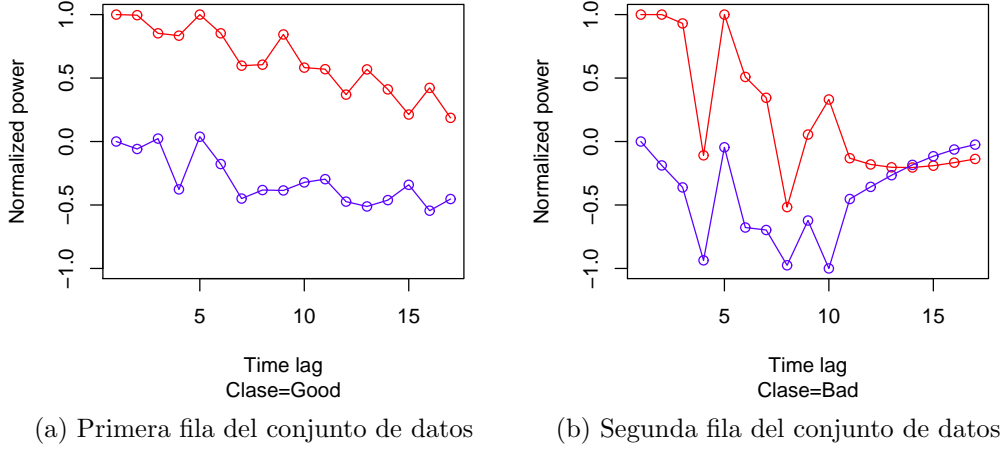 1.0
0.5
0.0
−0.5
−1.0
Normalized power
5
10
15
Time lag
Clase=Good
(a) Primera fila del conjunto de datos
1.0
0.5
0.0
−0.5
−1.0
Normalized power
5
10
15
Time lag
Clase=Bad
(b) Segunda fila del conjunto de datos